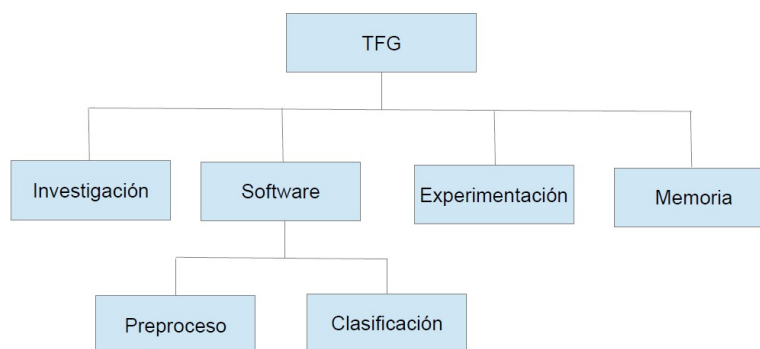 TFG
Investigación
Software
Experimentación
Memoria
Preproceso
Clasificación